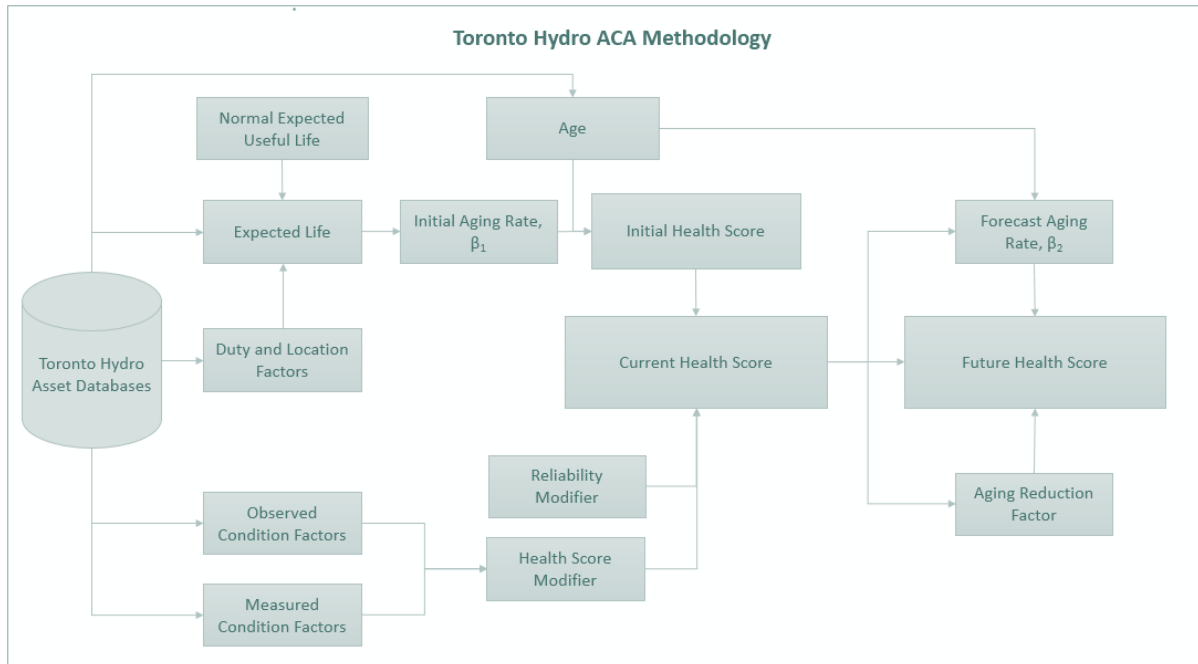 Toronto Hydro ACA Methodology
Normal Expected
Useful Life
Age
Expected Life
Initial Aging Rate,
β₁
Initial Health Score
Forecast Aging
Rate, β₂
Toronto Hydro
Asset Databases
Duty and Location
Factors
Current Health Score
Future Health Score
Reliability
Modifier
Aging Reduction
Factor
Observed
Condition Factors
Health Score
Modifier
Measured
Condition Factors